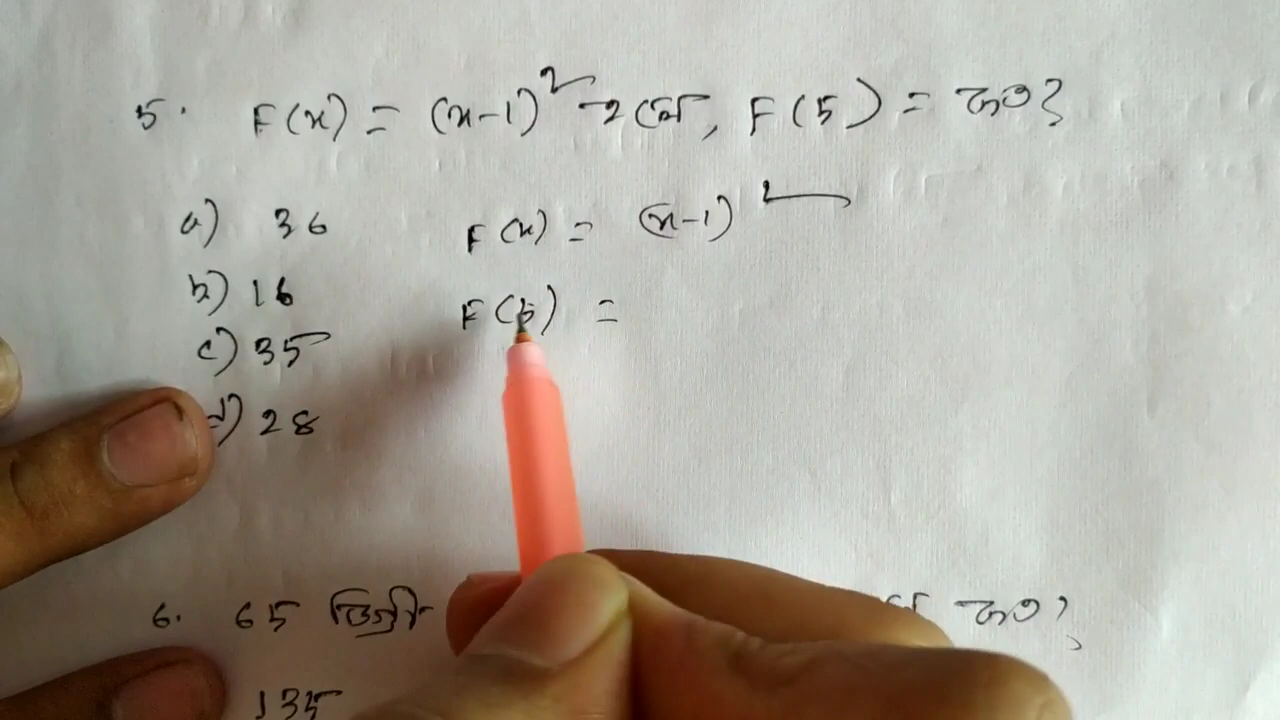 5. F(x) = (x-1)² হলে, F(5) = কত?
a) 36 F(x) = (x-1)²
b) 16 F(5) =
c) 35
d) 28
6. 65 ডিগ্রী কত?
135